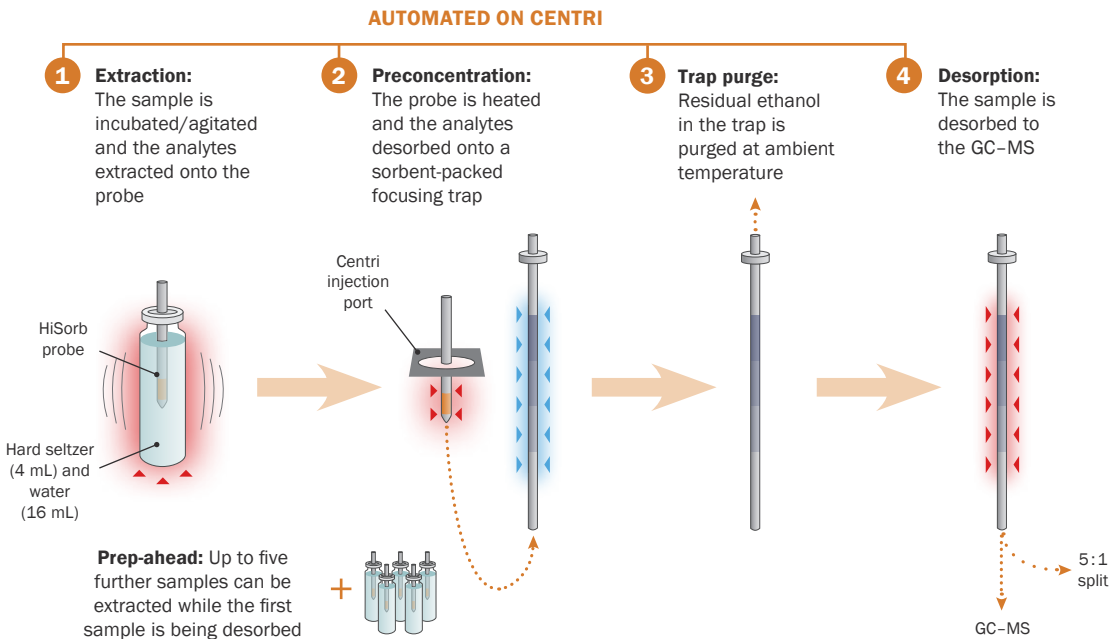 AUTOMATED ON CENTRI
1
Extraction:
The sample is
incubated/agitated
and the analytes
extracted onto the
probe
2
Preconcentration:
The probe is heated
and the analytes
desorbed onto a
sorbent-packed
focusing trap
3
Trap purge:
Residual ethanol
in the trap is
purged at ambient
temperature
4
Desorption:
The sample is
desorbed to
the GC–MS
HiSorb
probe
Hard seltzer
(4 mL) and
water
(16 mL)
Centri
injection
port
Prep-ahead: Up to five
further samples can be
extracted while the first
sample is being desorbed
+
5:1
split
GC–MS